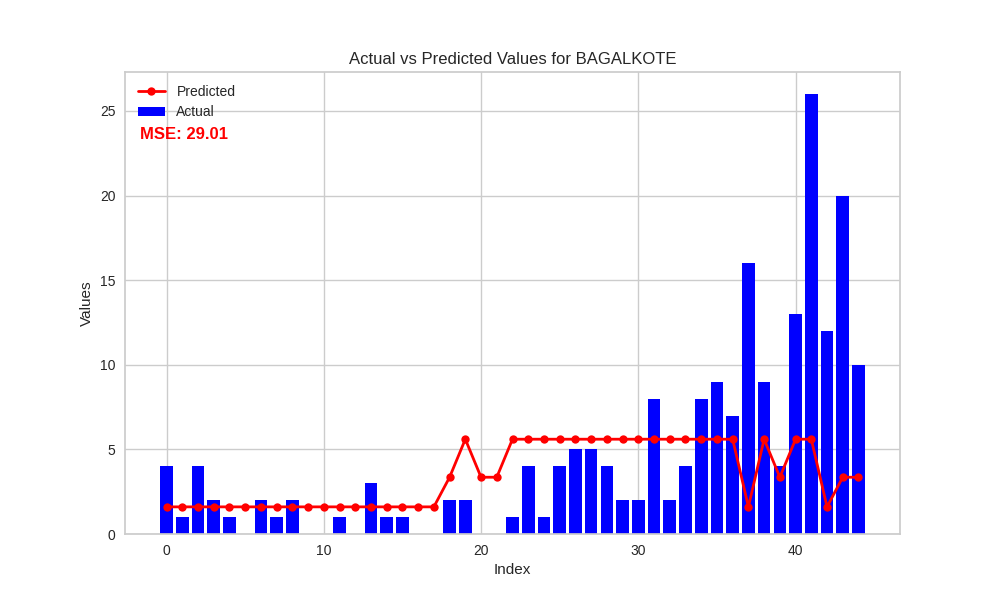 Actual vs Predicted Values for BAGALKOTE
Predicted
Actual
MSE: 29.01
Values
25
20
15
10
5
0
0 10 20 30 40
Index